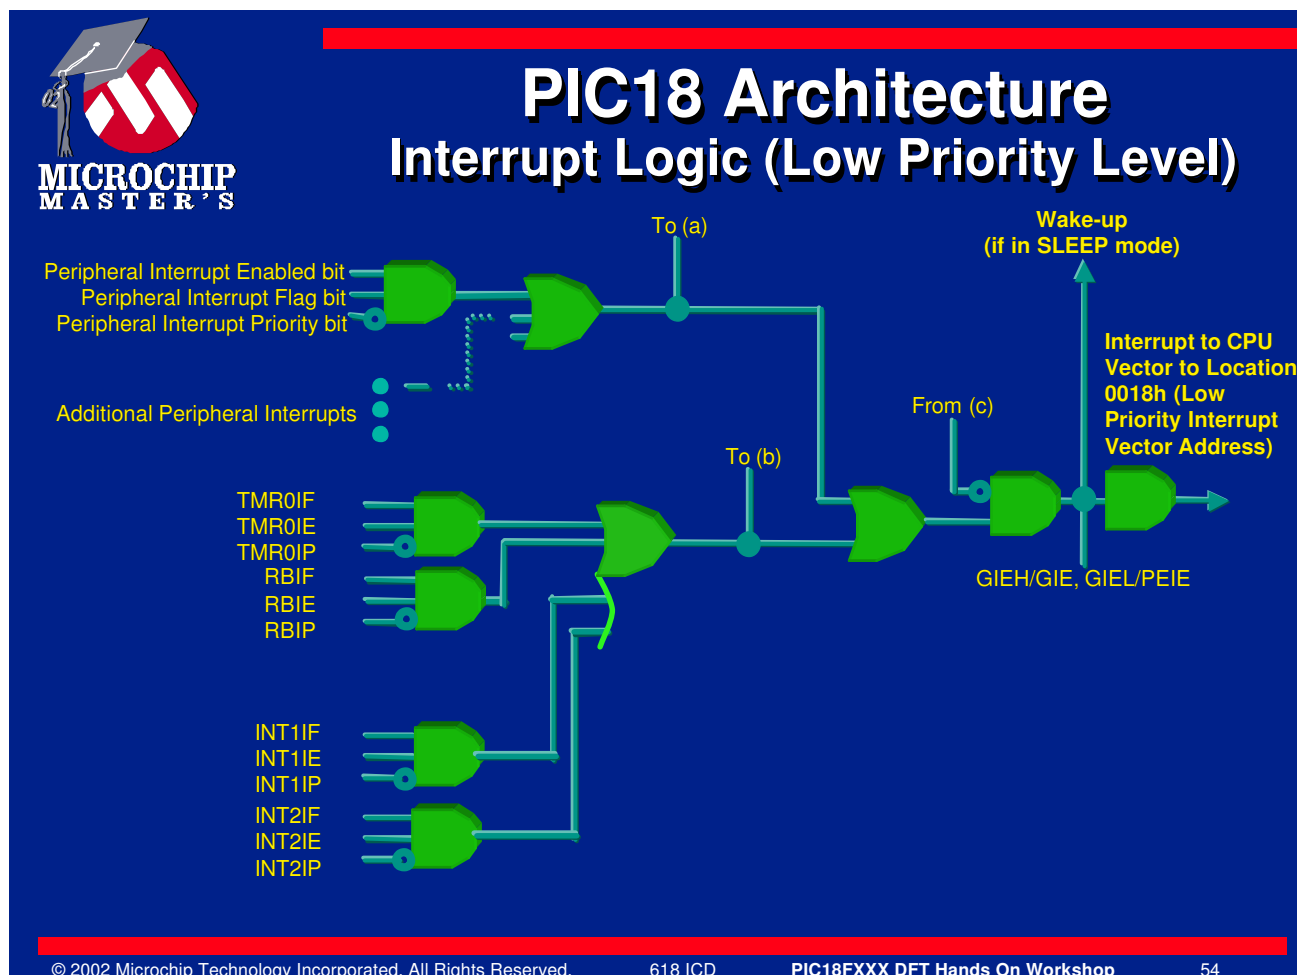 MICROCHIP
MASTER'S
PIC18 Architecture
Interrupt Logic (Low Priority Level)
To (a)
Wake-up
(if in SLEEP mode)
Peripheral Interrupt Enabled bit
Peripheral Interrupt Flag bit
Peripheral Interrupt Priority bit
Interrupt to CPU
Vector to Location
0018h (Low
Priority Interrupt
Vector Address)
Additional Peripheral Interrupts
From (c)
To (b)
TMR0IF
TMR0IE
TMR0IP
RBIF
RBIE
RBIP
GIEH/GIE, GIEL/PEIE
INT1IF
INT1IE
INT1IP
INT2IF
INT2IE
INT2IP
© 2002 Microchip Technology Incorporated. All Rights Reserved.
618 ICD
PIC18FXXX DFT Hands On Workshop
54